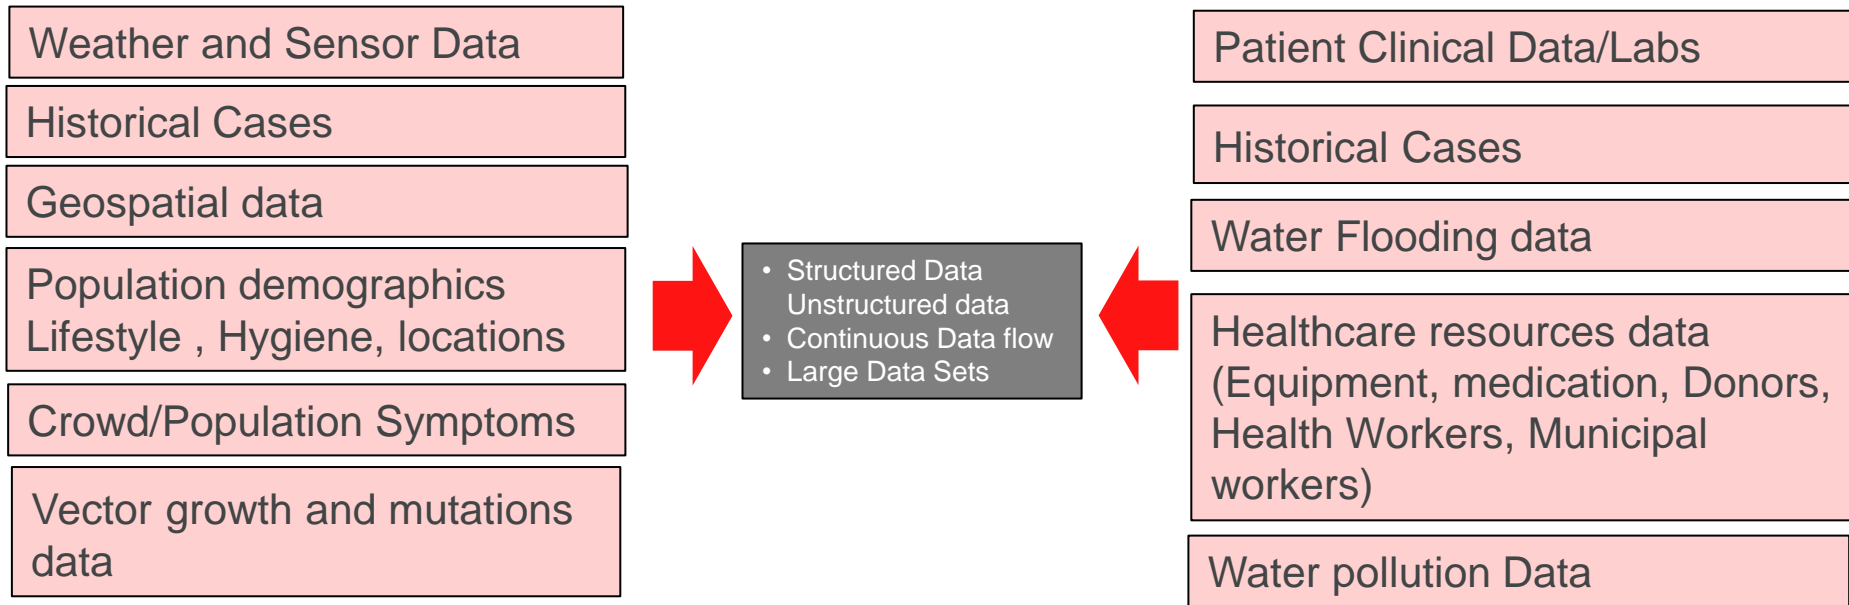 Weather and Sensor Data
Historical Cases
Geospatial data
Population demographics
Lifestyle , Hygiene, locations
Crowd/Population Symptoms
Vector growth and mutations
data
• Structured Data
Unstructured data
• Continuous Data flow
• Large Data Sets
Patient Clinical Data/Labs
Historical Cases
Water Flooding data
Healthcare resources data
(Equipment, medication, Donors,
Health Workers, Municipal
workers)
Water pollution Data